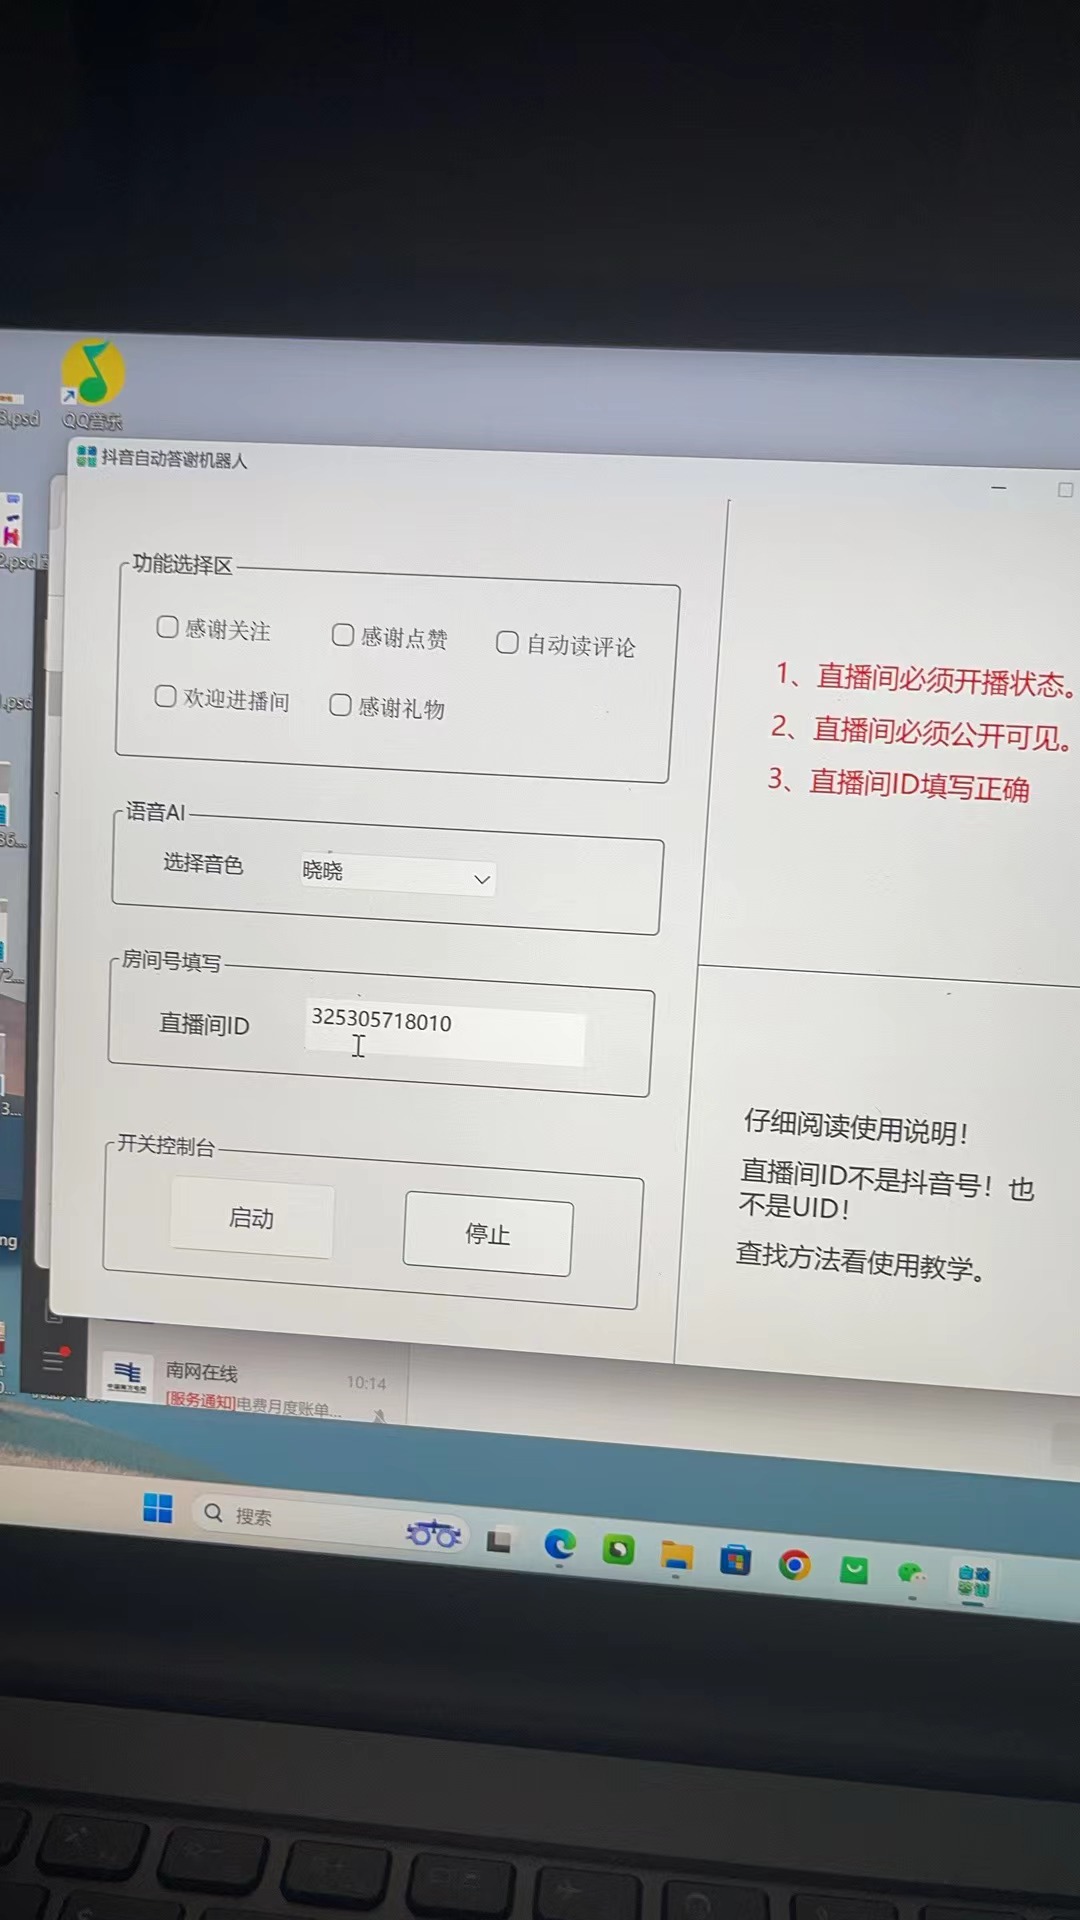 3.psd
QQ音乐
抖音自动答谢机器人
2.psd
.psd
36...
72...
3...
ng
功能选择区
感谢关注
感谢点赞
自动读评论
欢迎进播间
感谢礼物
语音AI
选择音色
晓晓
房间号填写
直播间ID
325305718010
开关控制台
启动
停止
1、直播间必须开播状态。
2、直播间必须公开可见。
3、直播间ID填写正确
仔细阅读使用说明！
直播间ID不是抖音号！也
不是UID！
查找方法看使用教学。
南网在线
10:14
[服务通知]电费月度账单...
搜索